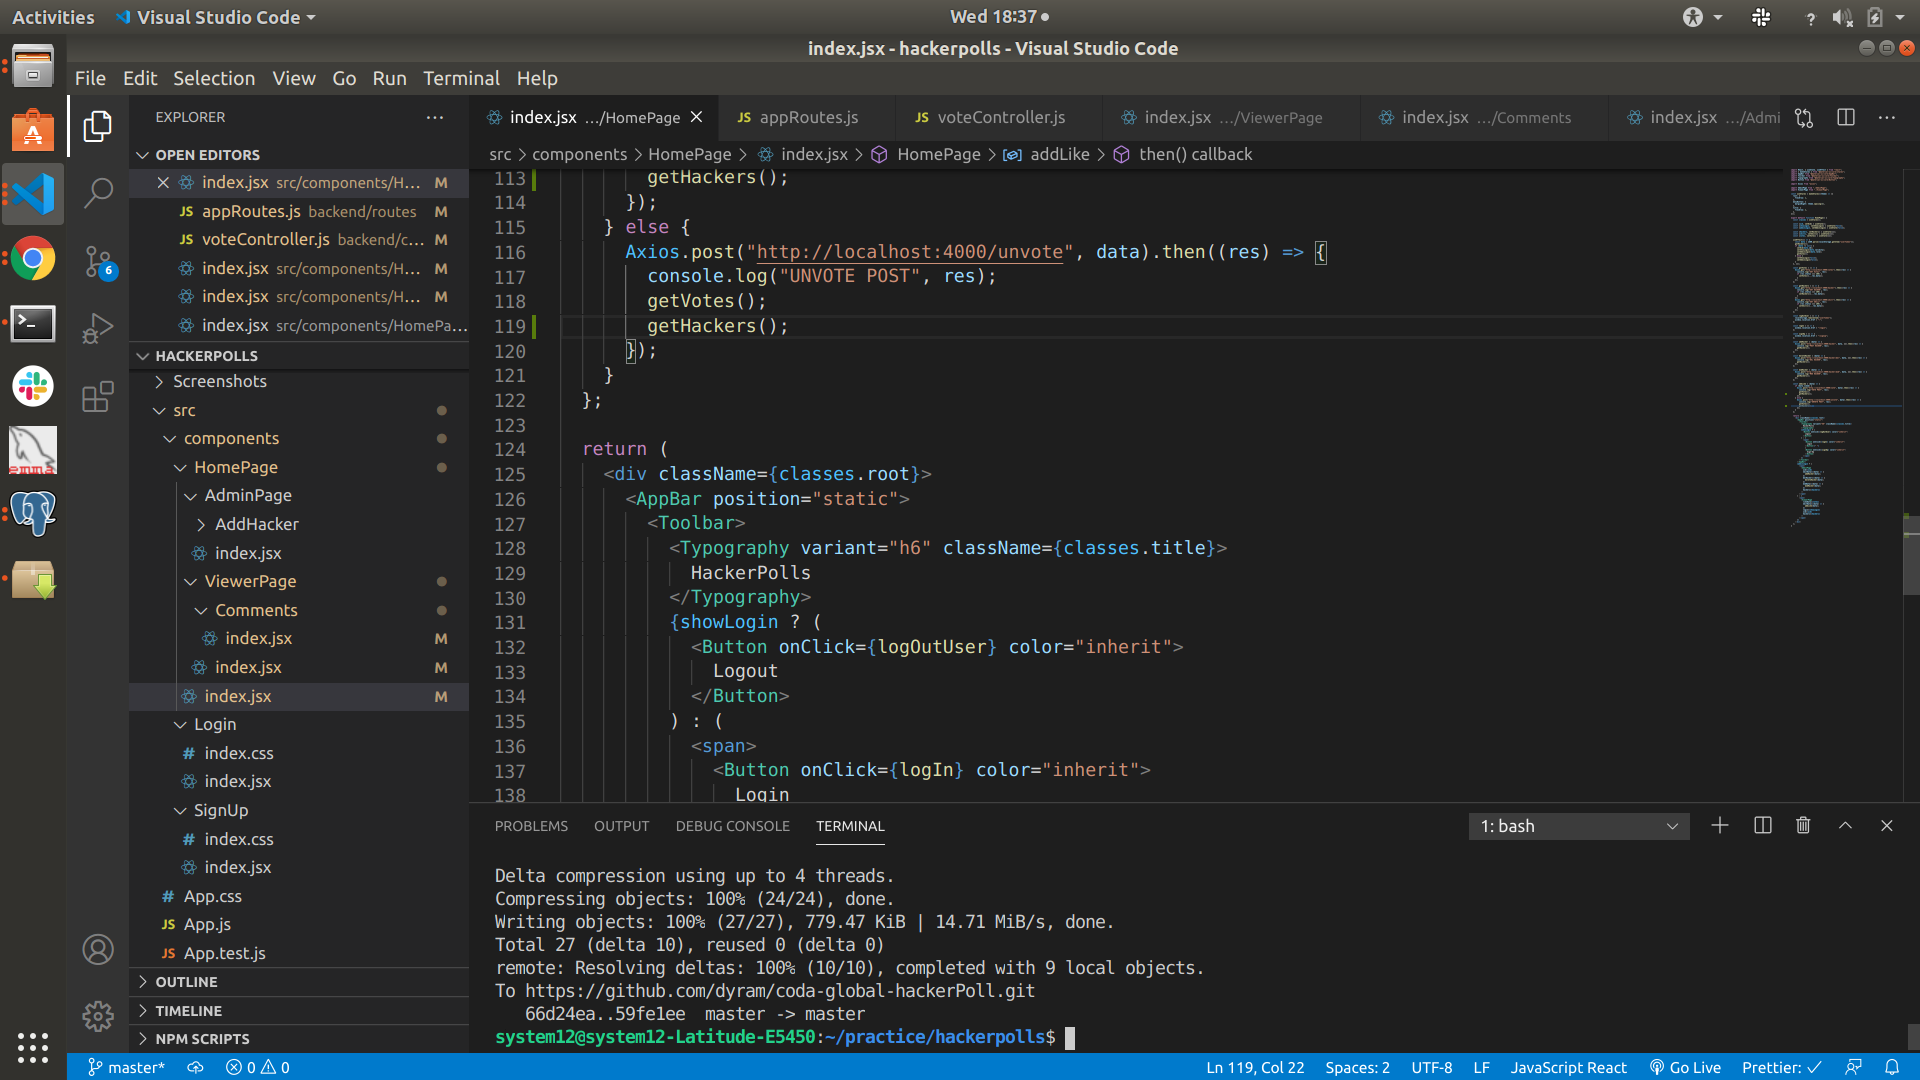 Activities Visual Studio Code Wed 18:37
index.jsx - hackerpolls - Visual Studio Code
File Edit Selection View Go Run Terminal Help
EXPLORER
OPEN EDITORS
index.jsx src/components/H... M
appRoutes.js backend/routes M
voteController.js backend/c... M
index.jsx src/components/H... M
index.jsx src/components/H... M
index.jsx src/components/HomePa...
6
HACKERPOLLS
Screenshots
src
components
HomePage
AdminPage
AddHacker
index.jsx
ViewerPage
Comments
index.jsx M
index.jsx M
index.jsx M
Login
index.css
index.jsx
SignUp
index.css
index.jsx
App.css
JS App.js
JS App.test.js
OUTLINE
TIMELINE
NPM SCRIPTS
index.jsx .../HomePage JS appRoutes.js JS voteController.js index.jsx .../ViewerPage index.jsx .../Comments index.jsx .../Admi
src > components > HomePage > index.jsx > HomePage > addLike > then() callback
113 getHackers();
114 });
115 } else {
116 Axios.post("http://localhost:4000/unvote", data).then((res) => {
117 console.log("UNVOTE POST", res);
118 getVotes();
119 getHackers();
120 });
121 }
122 };
123
124 return (
125 <div className={classes.root}>
126 <AppBar position="static">
127 <Toolbar>
128 <Typography variant="h6" className={classes.title}>
129 HackerPolls
130 </Typography>
131 {showLogin ? (
132 <Button onClick={logOutUser} color="inherit">
133 Logout
134 </Button>
135 ) : (
136 <span>
137 <Button onClick={logIn} color="inherit">
138 Login
PROBLEMS OUTPUT DEBUG CONSOLE TERMINAL 1: bash
Delta compression using up to 4 threads.
Compressing objects: 100% (24/24), done.
Writing objects: 100% (27/27), 779.47 KiB | 14.71 MiB/s, done.
Total 27 (delta 10), reused 0 (delta 0)
remote: Resolving deltas: 100% (10/10), completed with 9 local objects.
To https://github.com/dyram/coda-global-hackerPoll.git
66d24ea..59fe1ee master -> master
system12@system12-Latitude-E5450:~/practice/hackerpolls$
master* 0 0 Ln 119, Col 22 Spaces: 2 UTF-8 LF JavaScript React Go Live Prettier: ✓